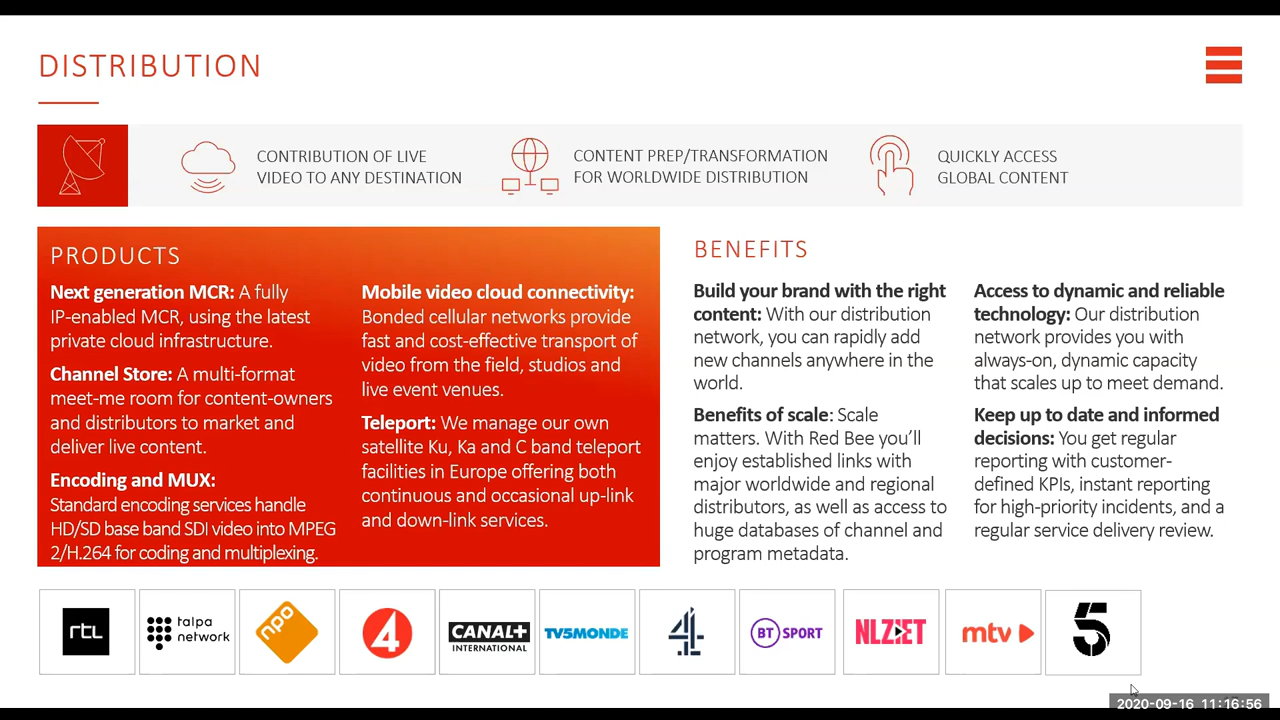 DISTRIBUTION
CONTRIBUTION OF LIVE
VIDEO TO ANY DESTINATION
CONTENT PREP/TRANSFORMATION
FOR WORLDWIDE DISTRIBUTION
QUICKLY ACCESS
GLOBAL CONTENT
PRODUCTS
Next generation MCR: A fully
IP-enabled MCR, using the latest
private cloud infrastructure.
Channel Store: A multi-format
meet-me room for content-owners
and distributors to market and
deliver live content.
Encoding and MUX:
Standard encoding services handle
HD/SD base band SDI video into MPEG
2/H.264 for coding and multiplexing.
Mobile video cloud connectivity:
Bonded cellular networks provide
fast and cost-effective transport of
video from the field, studios and
live event venues.
Teleport: We manage our own
satellite Ku, Ka and C band teleport
facilities in Europe offering both
continuous and occasional up-link
and down-link services.
BENEFITS
Build your brand with the right
content: With our distribution
network, you can rapidly add
new channels anywhere in the
world.
Benefits of scale: Scale
matters. With Red Bee you’ll
enjoy established links with
major worldwide and regional
distributors, as well as access to
huge databases of channel and
program metadata.
Access to dynamic and reliable
technology: Our distribution
network provides you with
always-on, dynamic capacity
that scales up to meet demand.
Keep up to date and informed
decisions: You get regular
reporting with customer-
defined KPIs, instant reporting
for high-priority incidents, and a
regular service delivery review.
rtl
talpa
network
npo
4
CANAL+
INTERNATIONAL
TV5MONDE
4
BT SPORT
NLZIET
mtv
5
2020-09-16 11:16:56